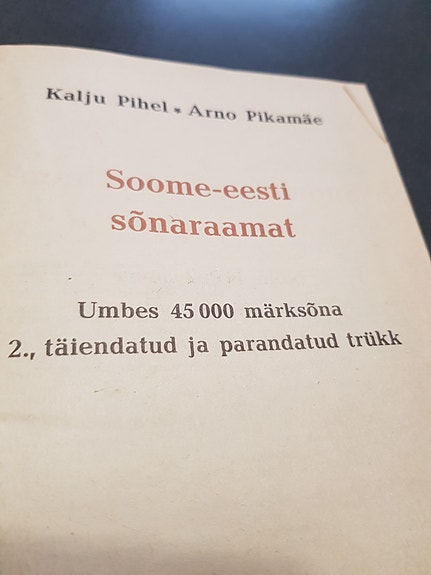 Kalju Pihel • Arno Pikamäe
Soome-eesti
sõnaraamat
Umbes 45 000 märksõna
2., täiendatud ja parandatud trükk